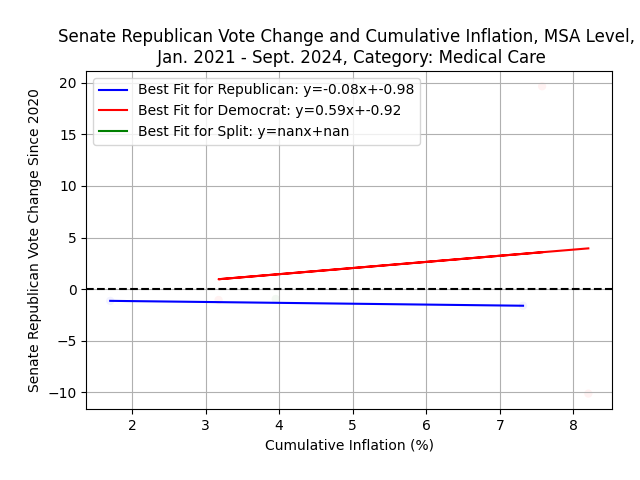 Senate Republican Vote Change and Cumulative Inflation, MSA Level,
Jan. 2021 - Sept. 2024, Category: Medical Care
Best Fit for Republican: y=-0.08x+-0.98
Best Fit for Democrat: y=0.59x+-0.92
Best Fit for Split: y=nanx+nan
Senate Republican Vote Change Since 2020
20
15
10
5
0
−5
−10
2 3 4 5 6 7 8
Cumulative Inflation (%)